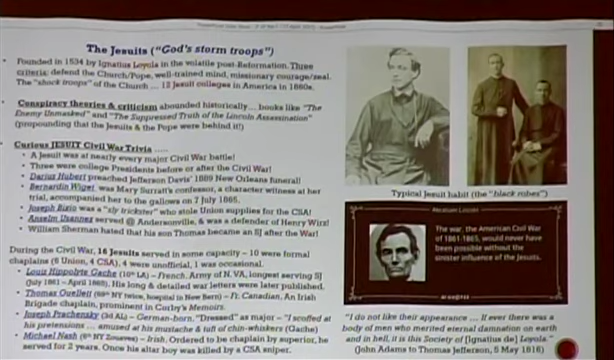 The Jesuits ("God's storm troops")
Founded in 1534 by Ignatius Loyola in the volatile post-Reformation. Three
criteria: defend the Church/Pope, well-trained mind, missionary courage/zeal.
The "shock troops" of the Church … 12 Jesuit colleges in America in 1860s.
Conspiracy theories & criticism abounded historically… books like "The
Enemy Unmasked" and "The Suppressed Truth of the Lincoln Assassination"
(propounding that the Jesuits & the Pope were behind it!)
Curious JESUIT Civil War Trivia …..
• A Jesuit was at nearly every major Civil War battle!
• Three were college Presidents before or after the Civil War!
• Darius Hubert preached Jefferson Davis' 1889 New Orleans funeral!
• Bernardin Wiget, was Mary Surratt's confessor, a character witness at her
trial, accompanied her to the gallows on 7 July 1865.
• Joseph Bixio was a "sly trickster" who stole Union supplies for the CSA!
• Anselm Usannez served @ Andersonville, & was a defender of Henry Wirz!
• William Sherman hated that his son Thomas became an SJ after the War!
During the Civil War, 16 Jesuits served in some capacity – 10 were formal
chaplains (6 Union, 4 CSA), 4 were unofficial, 1 was occasional.
• Louis Hippolyte Gache (10th LA) – French. Army of N. VA, longest serving SJ
(July 1861 – April 1865). His long & detailed war letters were later published.
• Thomas Ouellett (69th NY twice, hospital in New Bern) – Fr. Canadian, An Irish
Brigade chaplain, prominent in Corby's Memoirs.
• Joseph Prachensky (3d AL) – German-born. "Dressed" as major – "I scoffed at
his pretensions … amused at his mustache & tuft of chin-whiskers (Gache)
• Michael Nash (6th NY Zouaves) – Irish. Ordered to be chaplain by superior, he
served for 2 years. Once his altar boy was killed by a CSA sniper.
Typical Jesuit habit (the "black robes")
Abraham Lincoln
The war, the American Civil War
of 1861-1865, would never have
been possible without the
sinister influence of the Jesuits.
"I do not like their appearance … If ever there was a
body of men who merited eternal damnation on earth
and in hell, it is this Society of [Ignatius de] Loyola."
(John Adams to Thomas Jefferson, 5 May 1816)